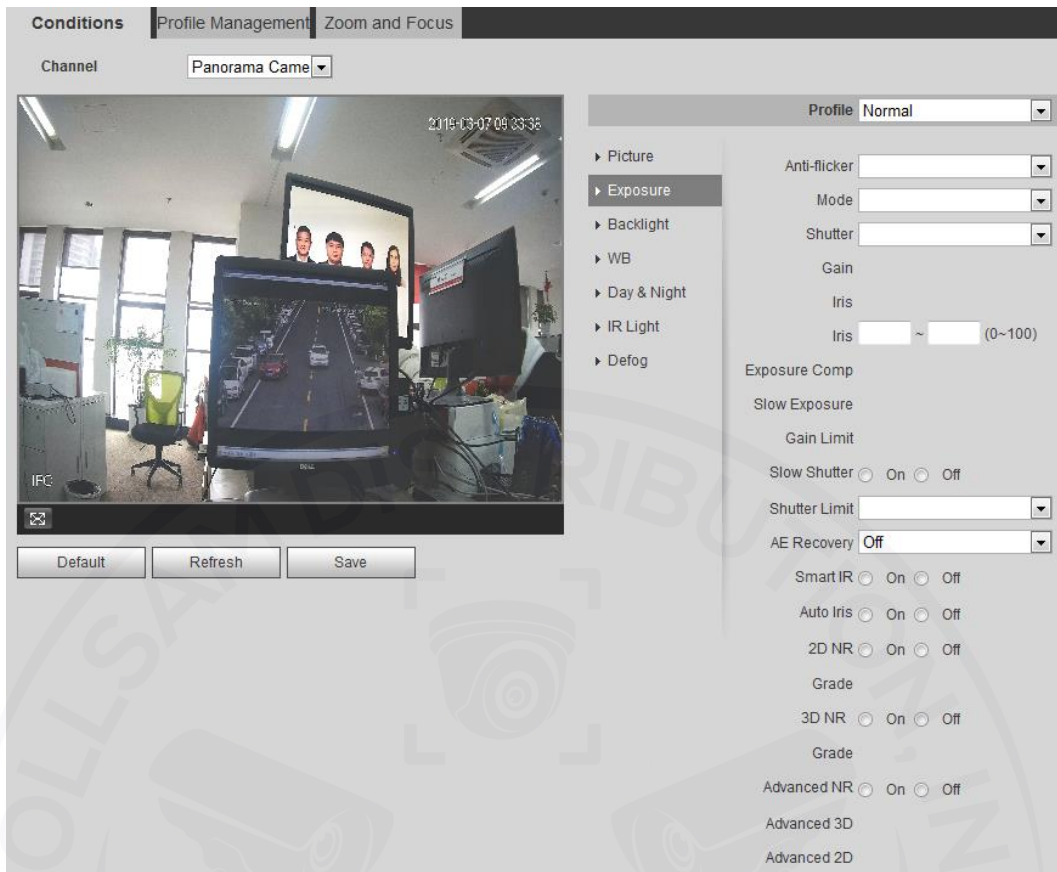 Conditions Profile Management Zoom and Focus
Channel Panorama Came
2019-03-07 09:33:38
IPC
DELL
Default Refresh Save
Profile Normal
Picture
Exposure
Backlight
WB
Day & Night
IR Light
Defog
Anti-flicker
Mode
Shutter
Gain
Iris
Iris ~ (0~100)
Exposure Comp
Slow Exposure
Gain Limit
Slow Shutter On Off
Shutter Limit
AE Recovery Off
Smart IR On Off
Auto Iris On Off
2D NR On Off
Grade
3D NR On Off
Grade
Advanced NR On Off
Advanced 3D
Advanced 2D